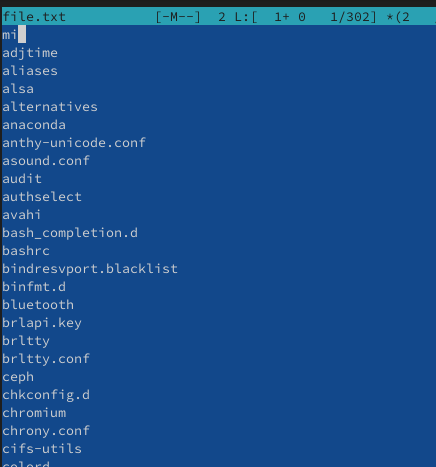 file.txt [-M--] 2 L:[ 1+ 0 1/302] *(2
mi
adjtime
aliases
alsa
alternatives
anaconda
anthy-unicode.conf
asound.conf
audit
authselect
avahi
bash_completion.d
bashrc
bindresvport.blacklist
binfmt.d
bluetooth
brlapi.key
brltty
brltty.conf
ceph
chkconfig.d
chromium
chrony.conf
cifs-utils
colord